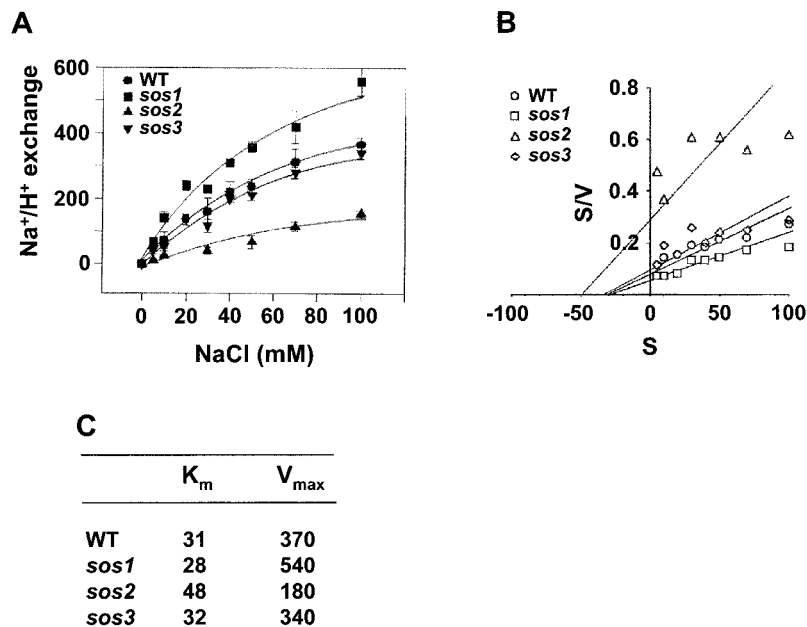 A
Na⁺/H⁺ exchange
600
400
200
0
WT
sos1
sos2
sos3
0 20 40 60 80 100
NaCl (mM)
B
WT
sos1
sos2
sos3
S/V
0.8
0.6
0.4
0.2
-100 -50 0 50 100
S
C
Km Vmax
WT 31 370
sos1 28 540
sos2 48 180
sos3 32 340